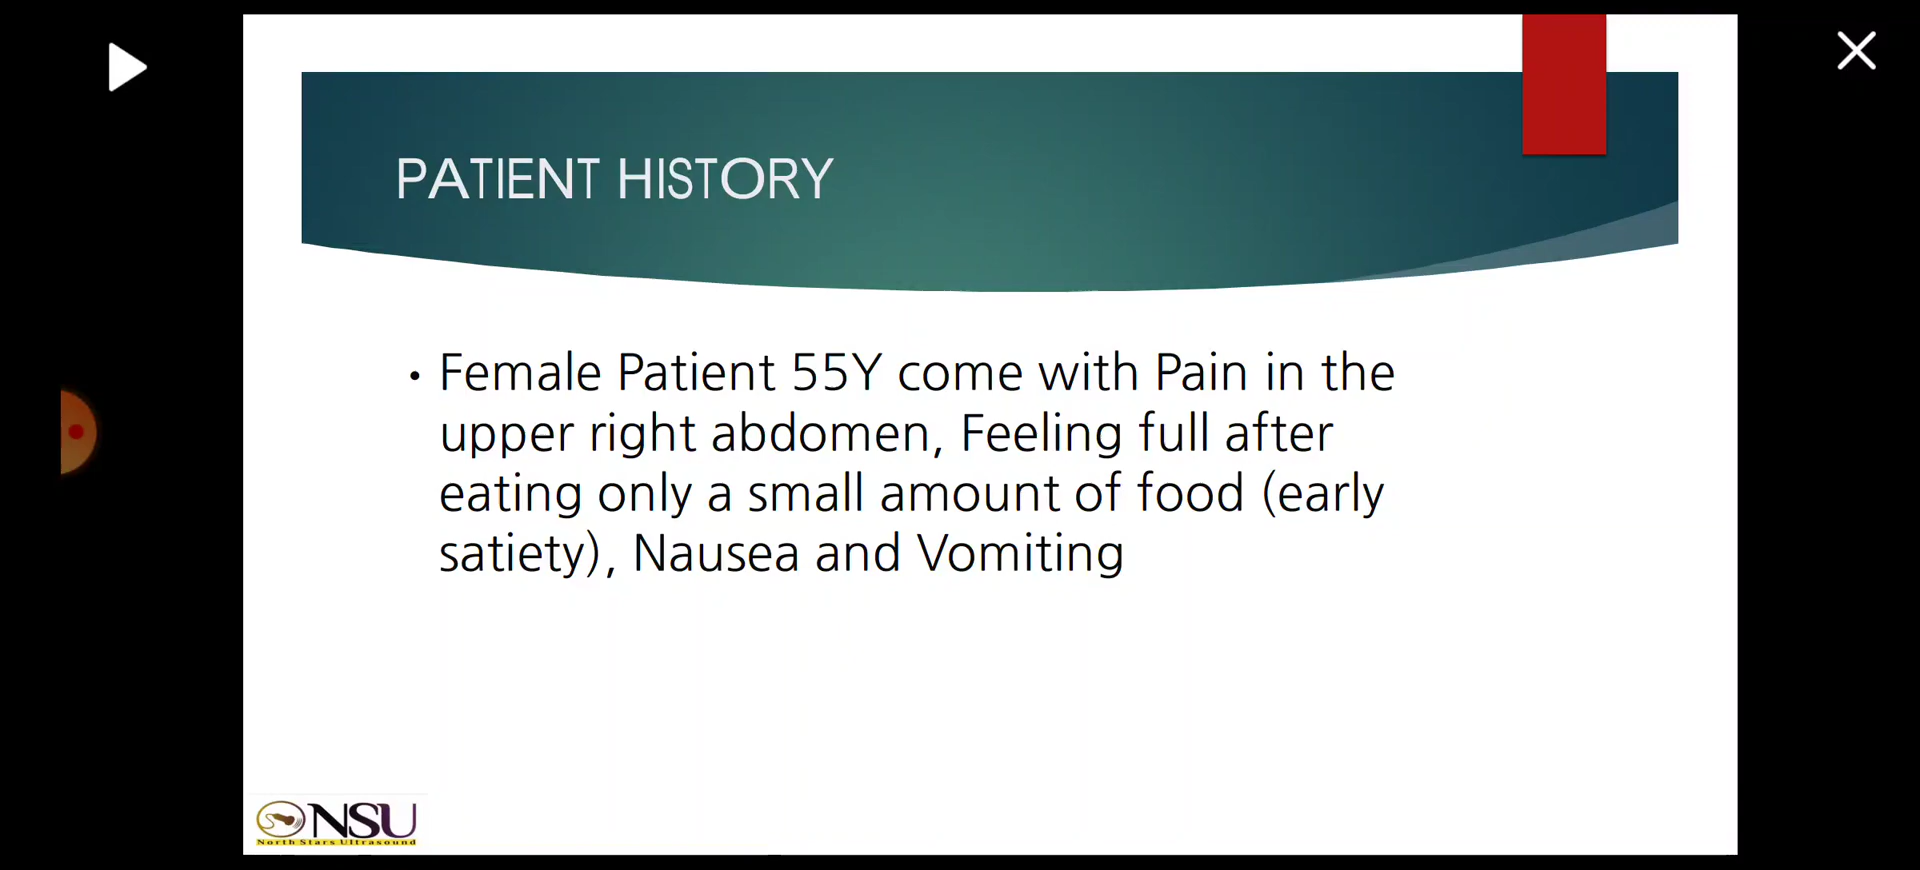 PATIENT HISTORY
• Female Patient 55Y come with Pain in the
upper right abdomen, Feeling full after
eating only a small amount of food (early
satiety), Nausea and Vomiting
NSU
North Stars Ultrasound